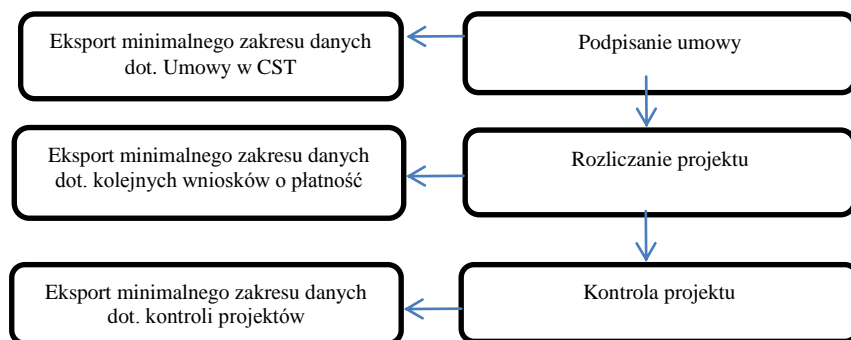 Eksport minimalnego zakresu danych
dot. Umowy w CST
Podpisanie umowy
Eksport minimalnego zakresu danych
dot. kolejnych wniosków o płatność
Rozliczanie projektu
Eksport minimalnego zakresu danych
dot. kontroli projektów
Kontrola projektu